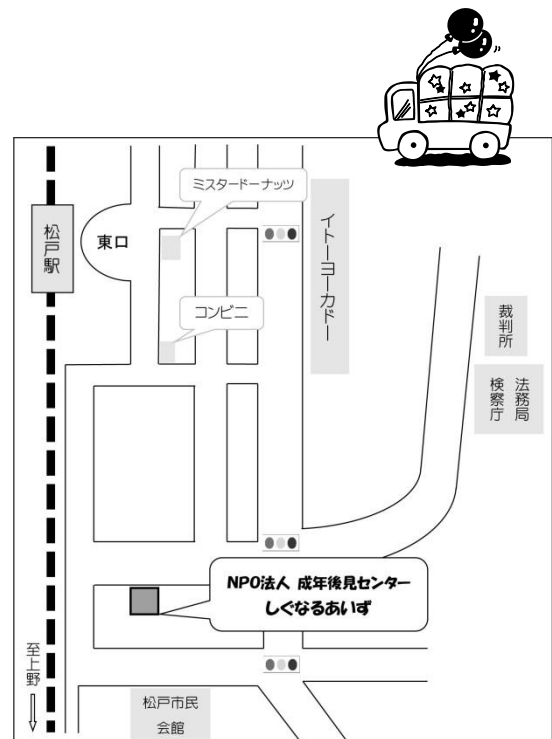 ミスタードーナッツ
松戸駅
東口
イトーヨーカドー
コンビニ
裁判所
法務局
検察庁
NPO法人 成年後見センター
しぐなるあいず
至上野
松戸市民
会館